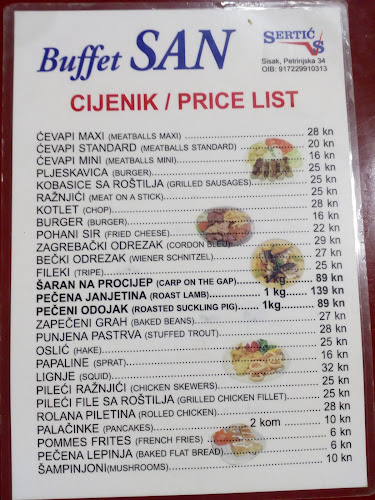 Buffet SAN
SERTIĆ
S
Sisak, Petrinjska 34
OIB: 917229910313
CIJENIK / PRICE LIST
ĆEVAPI MAXI (MEATBALLS MAXI) 28 kn
ĆEVAPI STANDARD (MEATBALLS STANDARD) 20 kn
ĆEVAPI MINI (MEATBALLS MINI) 16 kn
PLJESKAVICA (BURGER) 25 kn
KOBASICE SA ROŠTILJA (GRILLED SAUSAGES) 25 kn
RAŽNJIĆI (MEAT ON A STICK) 25 kn
KOTLET (CHOP) 28 kn
BURGER (BURGER) 16 kn
POHANI SIR (FRIED CHEESE) 22 kn
ZAGREBAČKI ODREZAK (CORDON BLEU) 29 kn
BEČKI ODREZAK (WIENER SCHNITZEL) 27 kn
FILEKI (TRIPE) 25 kn
ŠARAN NA PROCIJEP (CARP ON THE GAP) 1 kg 89 kn
PEČENA JANJETINA (ROAST LAMB) 1 kg 139 kn
PEČENI ODOJAK (ROASTED SUCKLING PIG) 1kg 89 kn
ZAPEČENI GRAH (BAKED BEANS) 27 kn
PUNJENA PASTRVA (STUFFED TROUT) 28 kn
OSLIĆ (HAKE) 25 kn
PAPALINE (SPRAT) 16 kn
LIGNJE (SQUID) 32 kn
PILEĆI RAŽNJIĆI (CHICKEN SKEWERS) 25 kn
PILEĆI FILE SA ROŠTILJA (GRILLED CHICKEN FILLET) 25 kn
ROLANA PILETINA (ROLLED CHICKEN) 28 kn
PALAČINKE (PANCAKES) 2 kom 10 kn
POMMES FRITES (FRENCH FRIES) 6 kn
PEČENA LEPINJA (BAKED FLAT BREAD) 6 kn
ŠAMPINJONI(MUSHROOMS) 10 kn